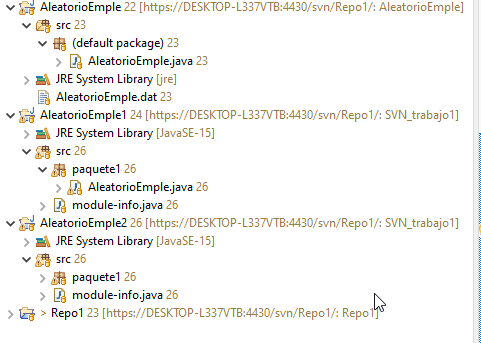 AleatorioEmple 22 [https://DESKTOP-L337VTB:4430/svn/Repo1/: AleatorioEmple]
src 23
(default package) 23
AleatorioEmple.java 23
JRE System Library [jre]
AleatorioEmple.dat 23
AleatorioEmple1 24 [https://DESKTOP-L337VTB:4430/svn/Repo1/: SVN_trabajo1]
JRE System Library [JavaSE-15]
src 26
paquete1 26
AleatorioEmple.java 26
module-info.java 26
AleatorioEmple2 26 [https://DESKTOP-L337VTB:4430/svn/Repo1/: SVN_trabajo1]
JRE System Library [JavaSE-15]
src 26
paquete1 26
module-info.java 26
> Repo1 23 [https://DESKTOP-L337VTB:4430/svn/Repo1/: Repo1]